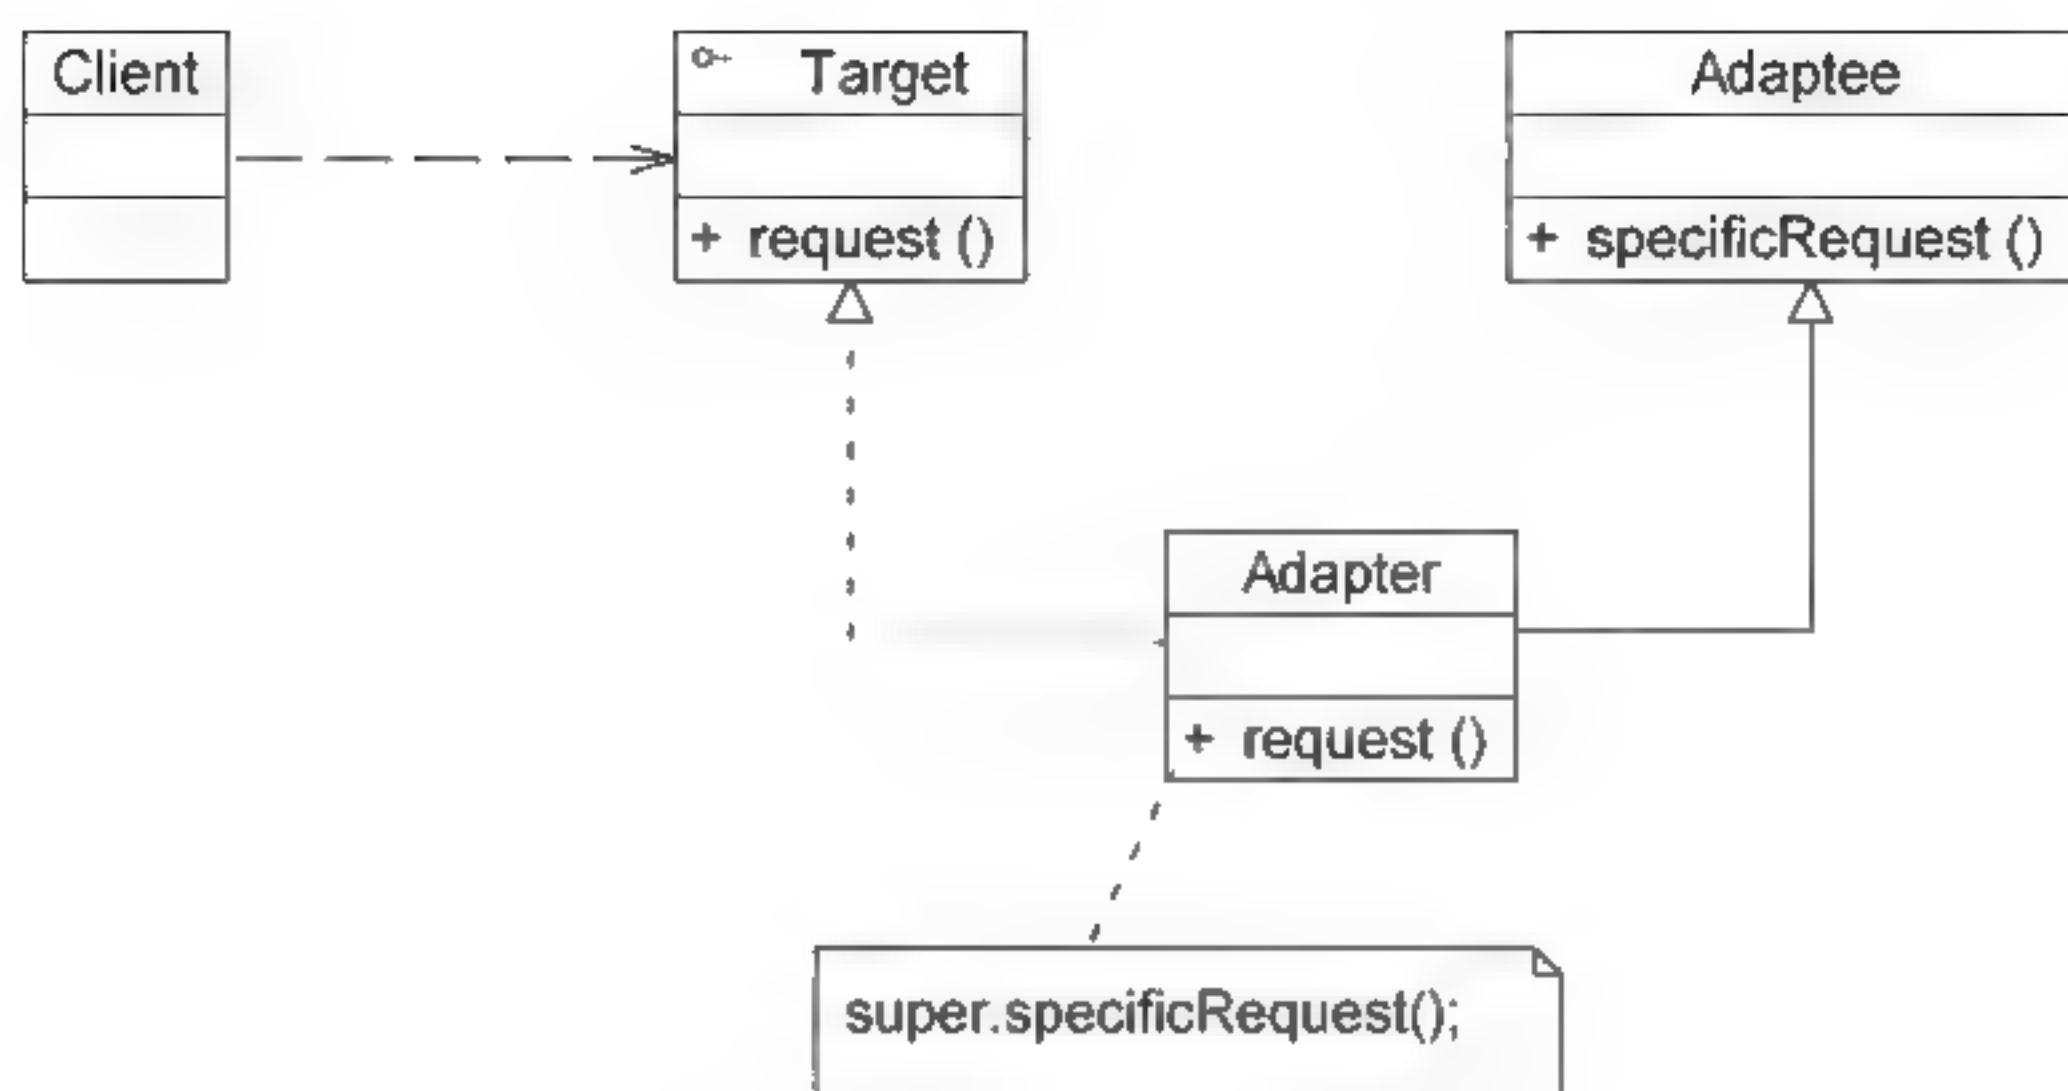 Client
Target
Adaptee
+ request ()
+ specificRequest ()
Adapter
+ request ()
super.specificRequest();